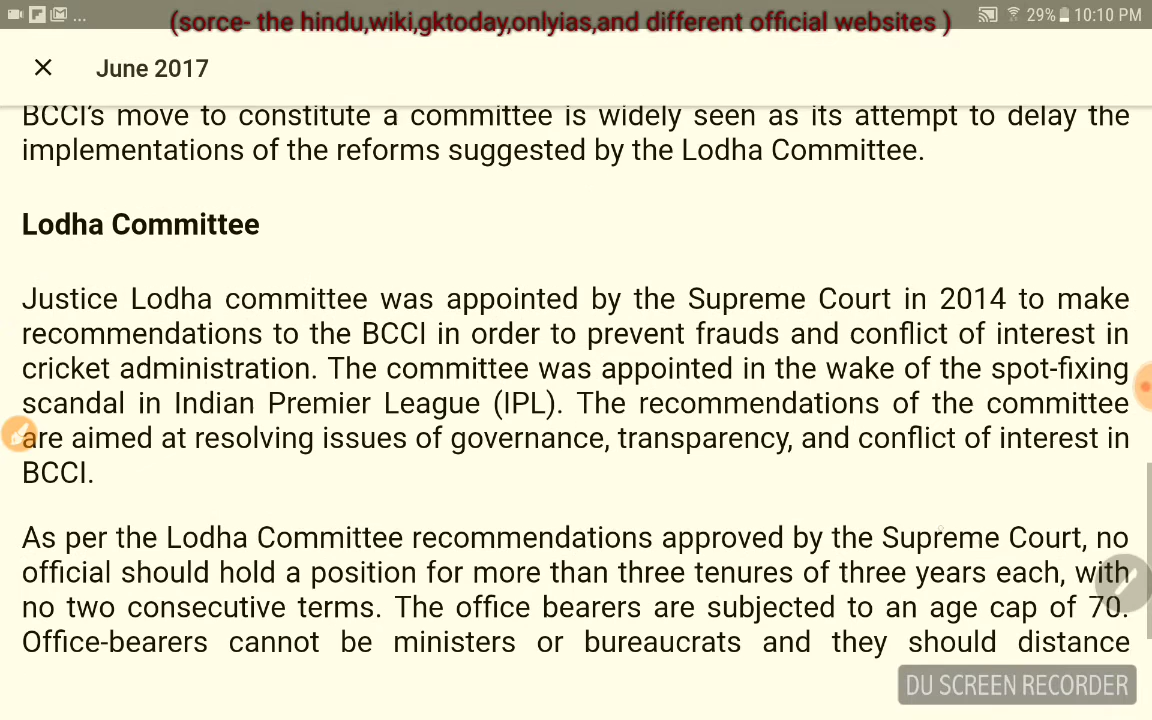 (sorce- the hindu,wiki,gktoday,onlyias,and different official websites )
... 29% 10:10 PM
× June 2017
BCCI's move to constitute a committee is widely seen as its attempt to delay the
implementations of the reforms suggested by the Lodha Committee.
Lodha Committee
Justice Lodha committee was appointed by the Supreme Court in 2014 to make
recommendations to the BCCI in order to prevent frauds and conflict of interest in
cricket administration. The committee was appointed in the wake of the spot-fixing
scandal in Indian Premier League (IPL). The recommendations of the committee
are aimed at resolving issues of governance, transparency, and conflict of interest in
BCCI.
As per the Lodha Committee recommendations approved by the Supreme Court, no
official should hold a position for more than three tenures of three years each, with
no two consecutive terms. The office bearers are subjected to an age cap of 70.
Office-bearers cannot be ministers or bureaucrats and they should distance
DU SCREEN RECORDER